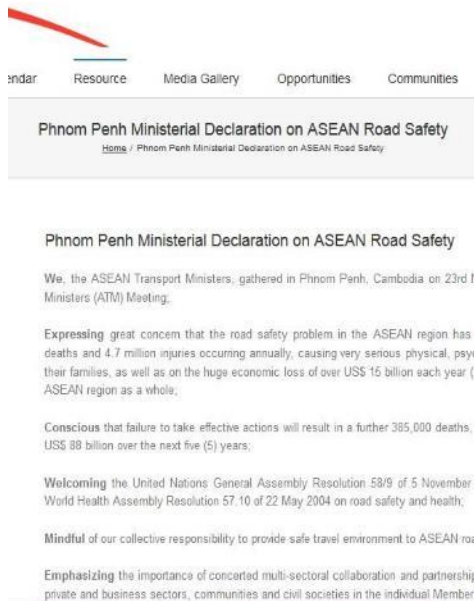 endar Resource Media Gallery Opportunities Communities
Phnom Penh Ministerial Declaration on ASEAN Road Safety
Home / Phnom Penh Ministerial Declaration on ASEAN Road Safety
Phnom Penh Ministerial Declaration on ASEAN Road Safety
We, the ASEAN Transport Ministers, gathered in Phnom Penh, Cambodia on 23rd N
Ministers (ATM) Meeting;
Expressing great concern that the road safety problem in the ASEAN region has
deaths and 4.7 million injuries occurring annually, causing very serious physical, psy
their families, as well as on the huge economic loss of over US$ 15 billion each year (
ASEAN region as a whole;
Conscious that failure to take effective actions will result in a further 385,000 deaths,
US$ 88 billion over the next five (5) years;
Welcoming the United Nations General Assembly Resolution 58/9 of 5 November
World Health Assembly Resolution 57.10 of 22 May 2004 on road safety and health;
Mindful of our collective responsibility to provide safe travel environment to ASEAN roa
Emphasizing the importance of concerted multi-sectoral collaboration and partnership
private and business sectors, communities and civil societies in the individual Member